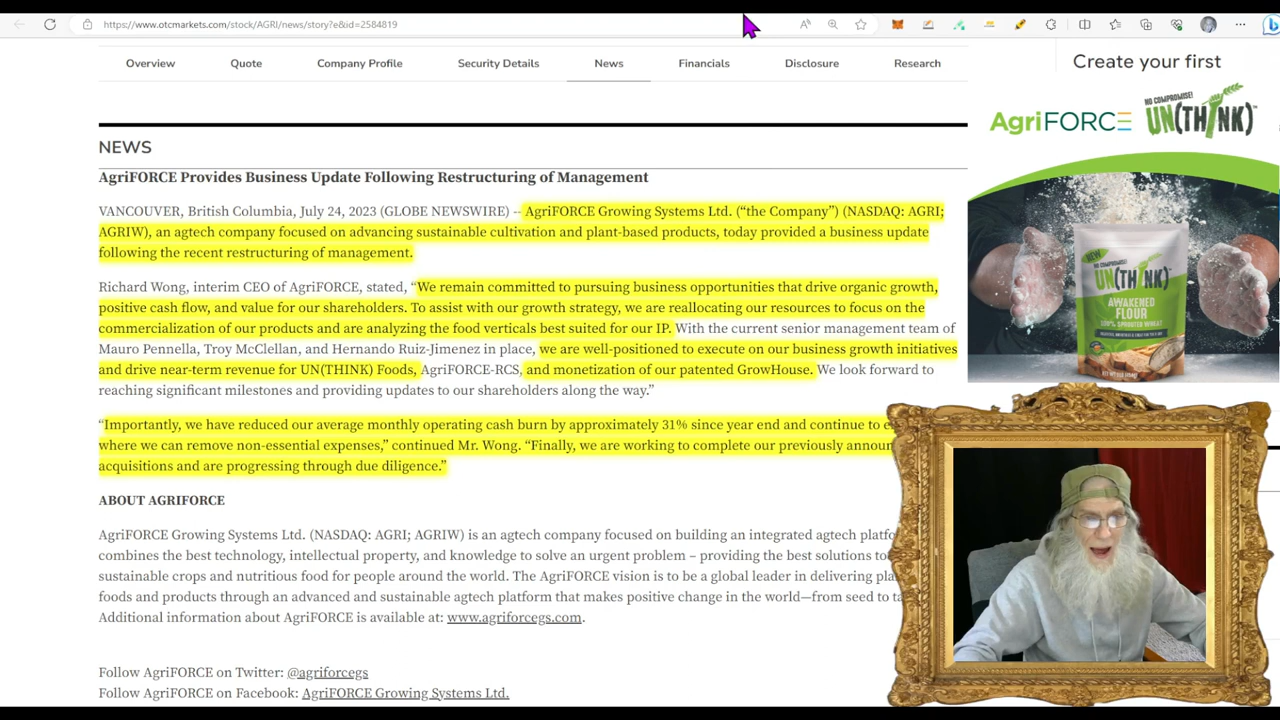 https://www.otcmarkets.com/stock/AGRI/news/story?e&id=2584819
Overview Quote Company Profile Security Details News Financials Disclosure Research
Create your first
AgriFORCE
NO COMPROMISE!
UN(THINK)™
NEWS
AgriFORCE Provides Business Update Following Restructuring of Management
VANCOUVER, British Columbia, July 24, 2023 (GLOBE NEWSWIRE) -- AgriFORCE Growing Systems Ltd. (“the Company”) (NASDAQ: AGRI;
AGRIW), an agtech company focused on advancing sustainable cultivation and plant-based products, today provided a business update
following the recent restructuring of management.
Richard Wong, interim CEO of AgriFORCE, stated, “We remain committed to pursuing business opportunities that drive organic growth,
positive cash flow, and value for our shareholders. To assist with our growth strategy, we are reallocating our resources to focus on the
commercialization of our products and are analyzing the food verticals best suited for our IP. With the current senior management team of
Mauro Pennella, Troy McClellan, and Hernando Ruiz-Jimenez in place, we are well-positioned to execute on our business growth initiatives
and drive near-term revenue for UN(THINK) Foods, AgriFORCE-RCS, and monetization of our patented GrowHouse. We look forward to
reaching significant milestones and providing updates to our shareholders along the way.”
“Importantly, we have reduced our average monthly operating cash burn by approximately 31% since year end and continue to e
where we can remove non-essential expenses,” continued Mr. Wong. “Finally, we are working to complete our previously announ
acquisitions and are progressing through due diligence.”
ABOUT AGRIFORCE
AgriFORCE Growing Systems Ltd. (NASDAQ: AGRI; AGRIW) is an agtech company focused on building an integrated agtech platfo
combines the best technology, intellectual property, and knowledge to solve an urgent problem – providing the best solutions to
sustainable crops and nutritious food for people around the world. The AgriFORCE vision is to be a global leader in delivering pla
foods and products through an advanced and sustainable agtech platform that makes positive change in the world—from seed to ta
Additional information about AgriFORCE is available at: www.agriforcegs.com.
Follow AgriFORCE on Twitter: @agriforcegs
Follow AgriFORCE on Facebook: AgriFORCE Growing Systems Ltd.
NEW
NO COMPROMISE!
UN(THINK)
AWAKENED
FLOUR
100% SPROUTED WHEAT